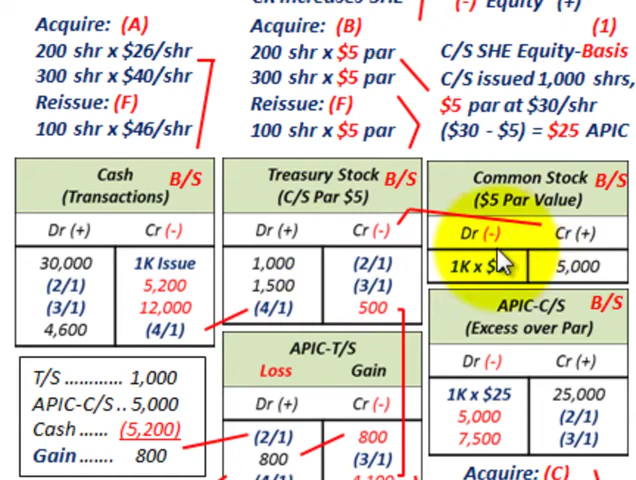 CR Increases SHE
(-) Equity (+)
Acquire: (A)
200 shr x $26/shr
300 shr x $40/shr
Reissue: (F)
100 shr x $46/shr
Acquire: (B)
200 shr x $5 par
300 shr x $5 par
Reissue: (F)
100 shr x $5 par
(1)
C/S SHE Equity-Basis
C/S issued 1,000 shrs,
$5 par at $30/shr
($30 - $5) = $25 APIC
Cash B/S
(Transactions)
Dr (+) Cr (-)
30,000 1K Issue
(2/1) 5,200
(3/1) 12,000
4,600 (4/1)
Treasury Stock B/S
(C/S Par $5)
Dr (+) Cr (-)
1,000 (2/1)
1,500 (3/1)
(4/1) 500
Common Stock B/S
($5 Par Value)
Dr (-) Cr (+)
1K x $ 5,000
APIC-C/S B/S
(Excess over Par)
Dr (-) Cr (+)
1K x $25 25,000
5,000 (2/1)
7,500 (3/1)
T/S ............ 1,000
APIC-C/S .. 5,000
Cash ...... (5,200)
Gain ....... 800
APIC-T/S
Loss Gain
Dr (+) Cr (-)
(2/1) 800
800 (3/1)
(4/1) 4,100
Acquire: (C)